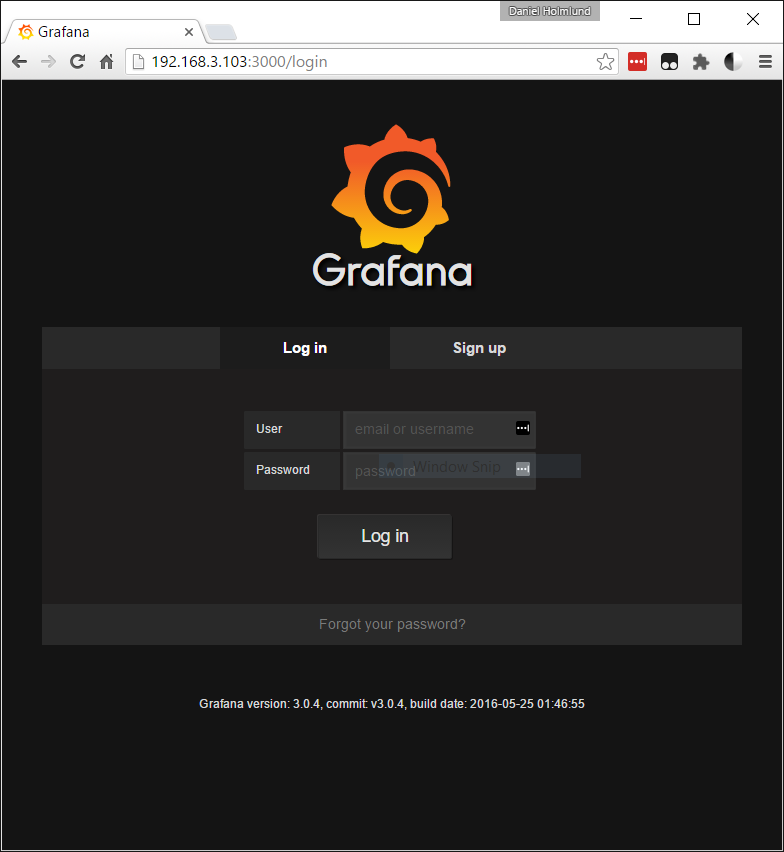 Daniel Holmlund
Grafana
192.168.3.103:3000/login
Grafana
Log in
Sign up
User
email or username
Password
password
Window Snip
Log in
Forgot your password?
Grafana version: 3.0.4, commit: v3.0.4, build date: 2016-05-25 01:46:55